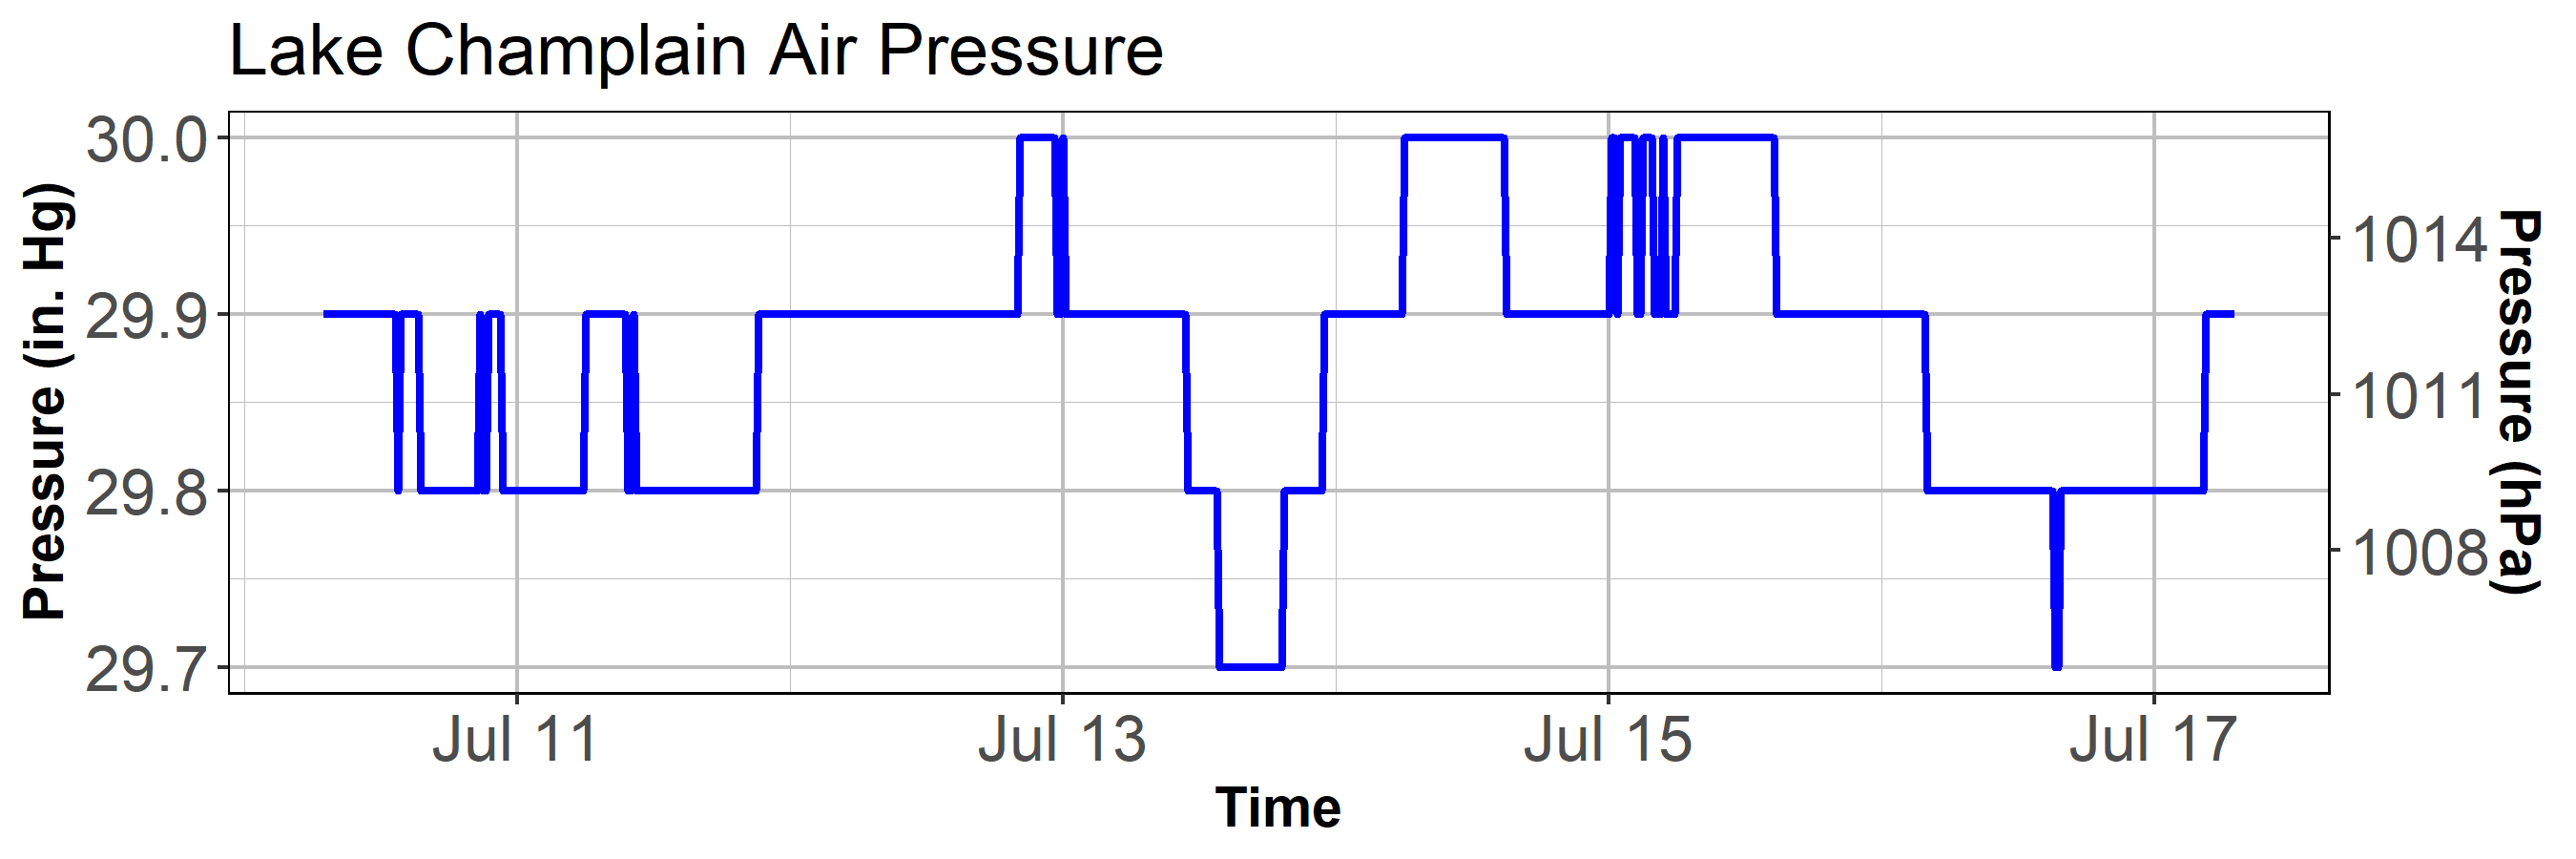 Lake Champlain Air Pressure
30.0
29.9
29.8
29.7
Pressure (in. Hg)
1014
1011
1008
Pressure (hPa)
Jul 11 Jul 13 Jul 15 Jul 17
Time